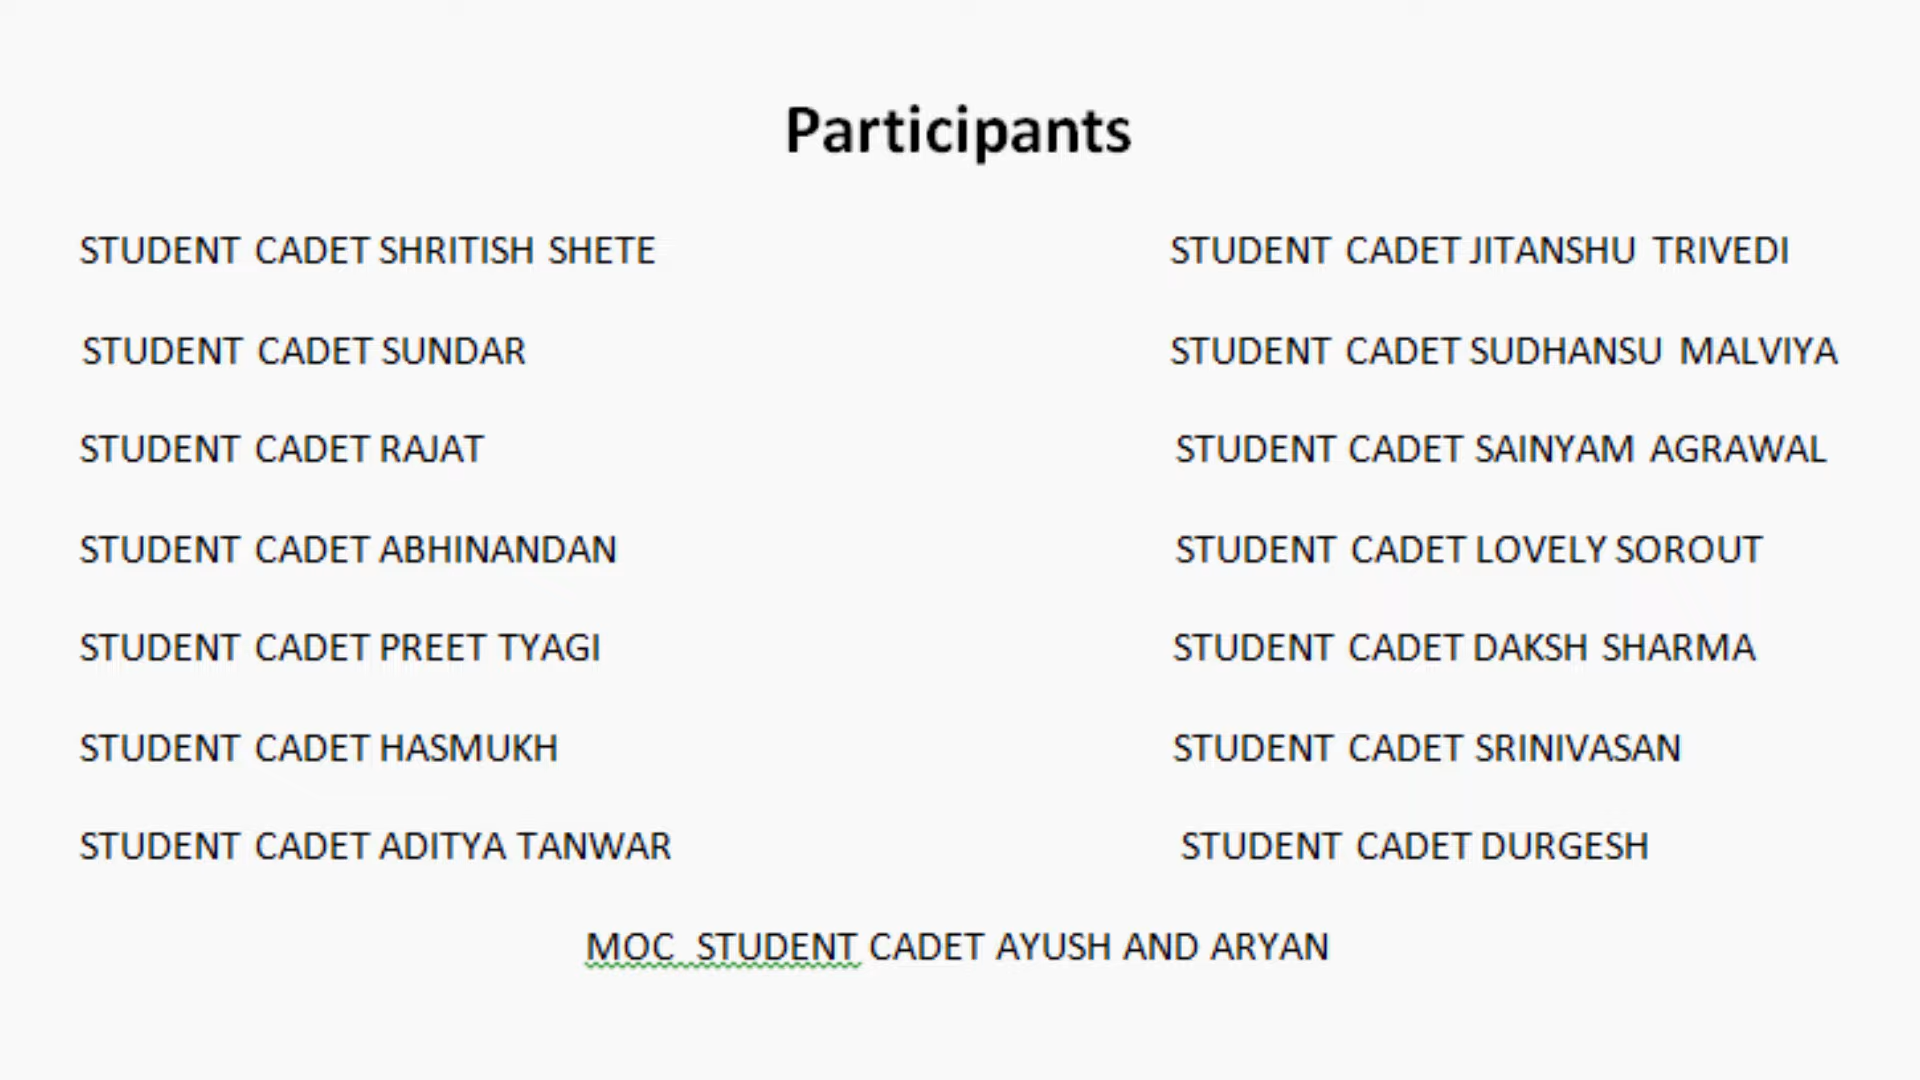 Participants
STUDENT CADET SHRITISH SHETE
STUDENT CADET JITANSHU TRIVEDI
STUDENT CADET SUNDAR
STUDENT CADET SUDHANSU MALVIYA
STUDENT CADET RAJAT
STUDENT CADET SAINYAM AGRAWAL
STUDENT CADET ABHINANDAN
STUDENT CADET LOVELY SOROUT
STUDENT CADET PREET TYAGI
STUDENT CADET DAKSH SHARMA
STUDENT CADET HASMUKH
STUDENT CADET SRINIVASAN
STUDENT CADET ADITYA TANWAR
STUDENT CADET DURGESH
MOC STUDENT CADET AYUSH AND ARYAN